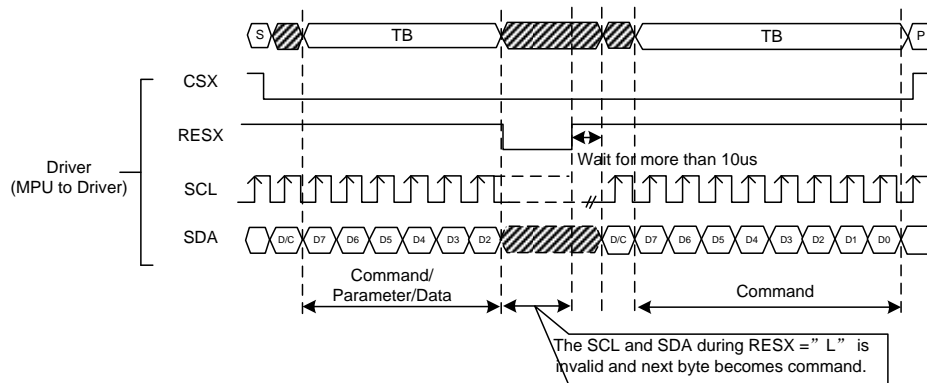 S TB TB P
CSX
RESX
Wait for more than 10us
Driver
(MPU to Driver)
SCL
SDA D/C D7 D6 D5 D4 D3 D2 D/C D7 D6 D5 D4 D3 D2 D1 D0
Command/
Parameter/Data
Command
The SCL and SDA during RESX =”L” is
invalid and next byte becomes command.